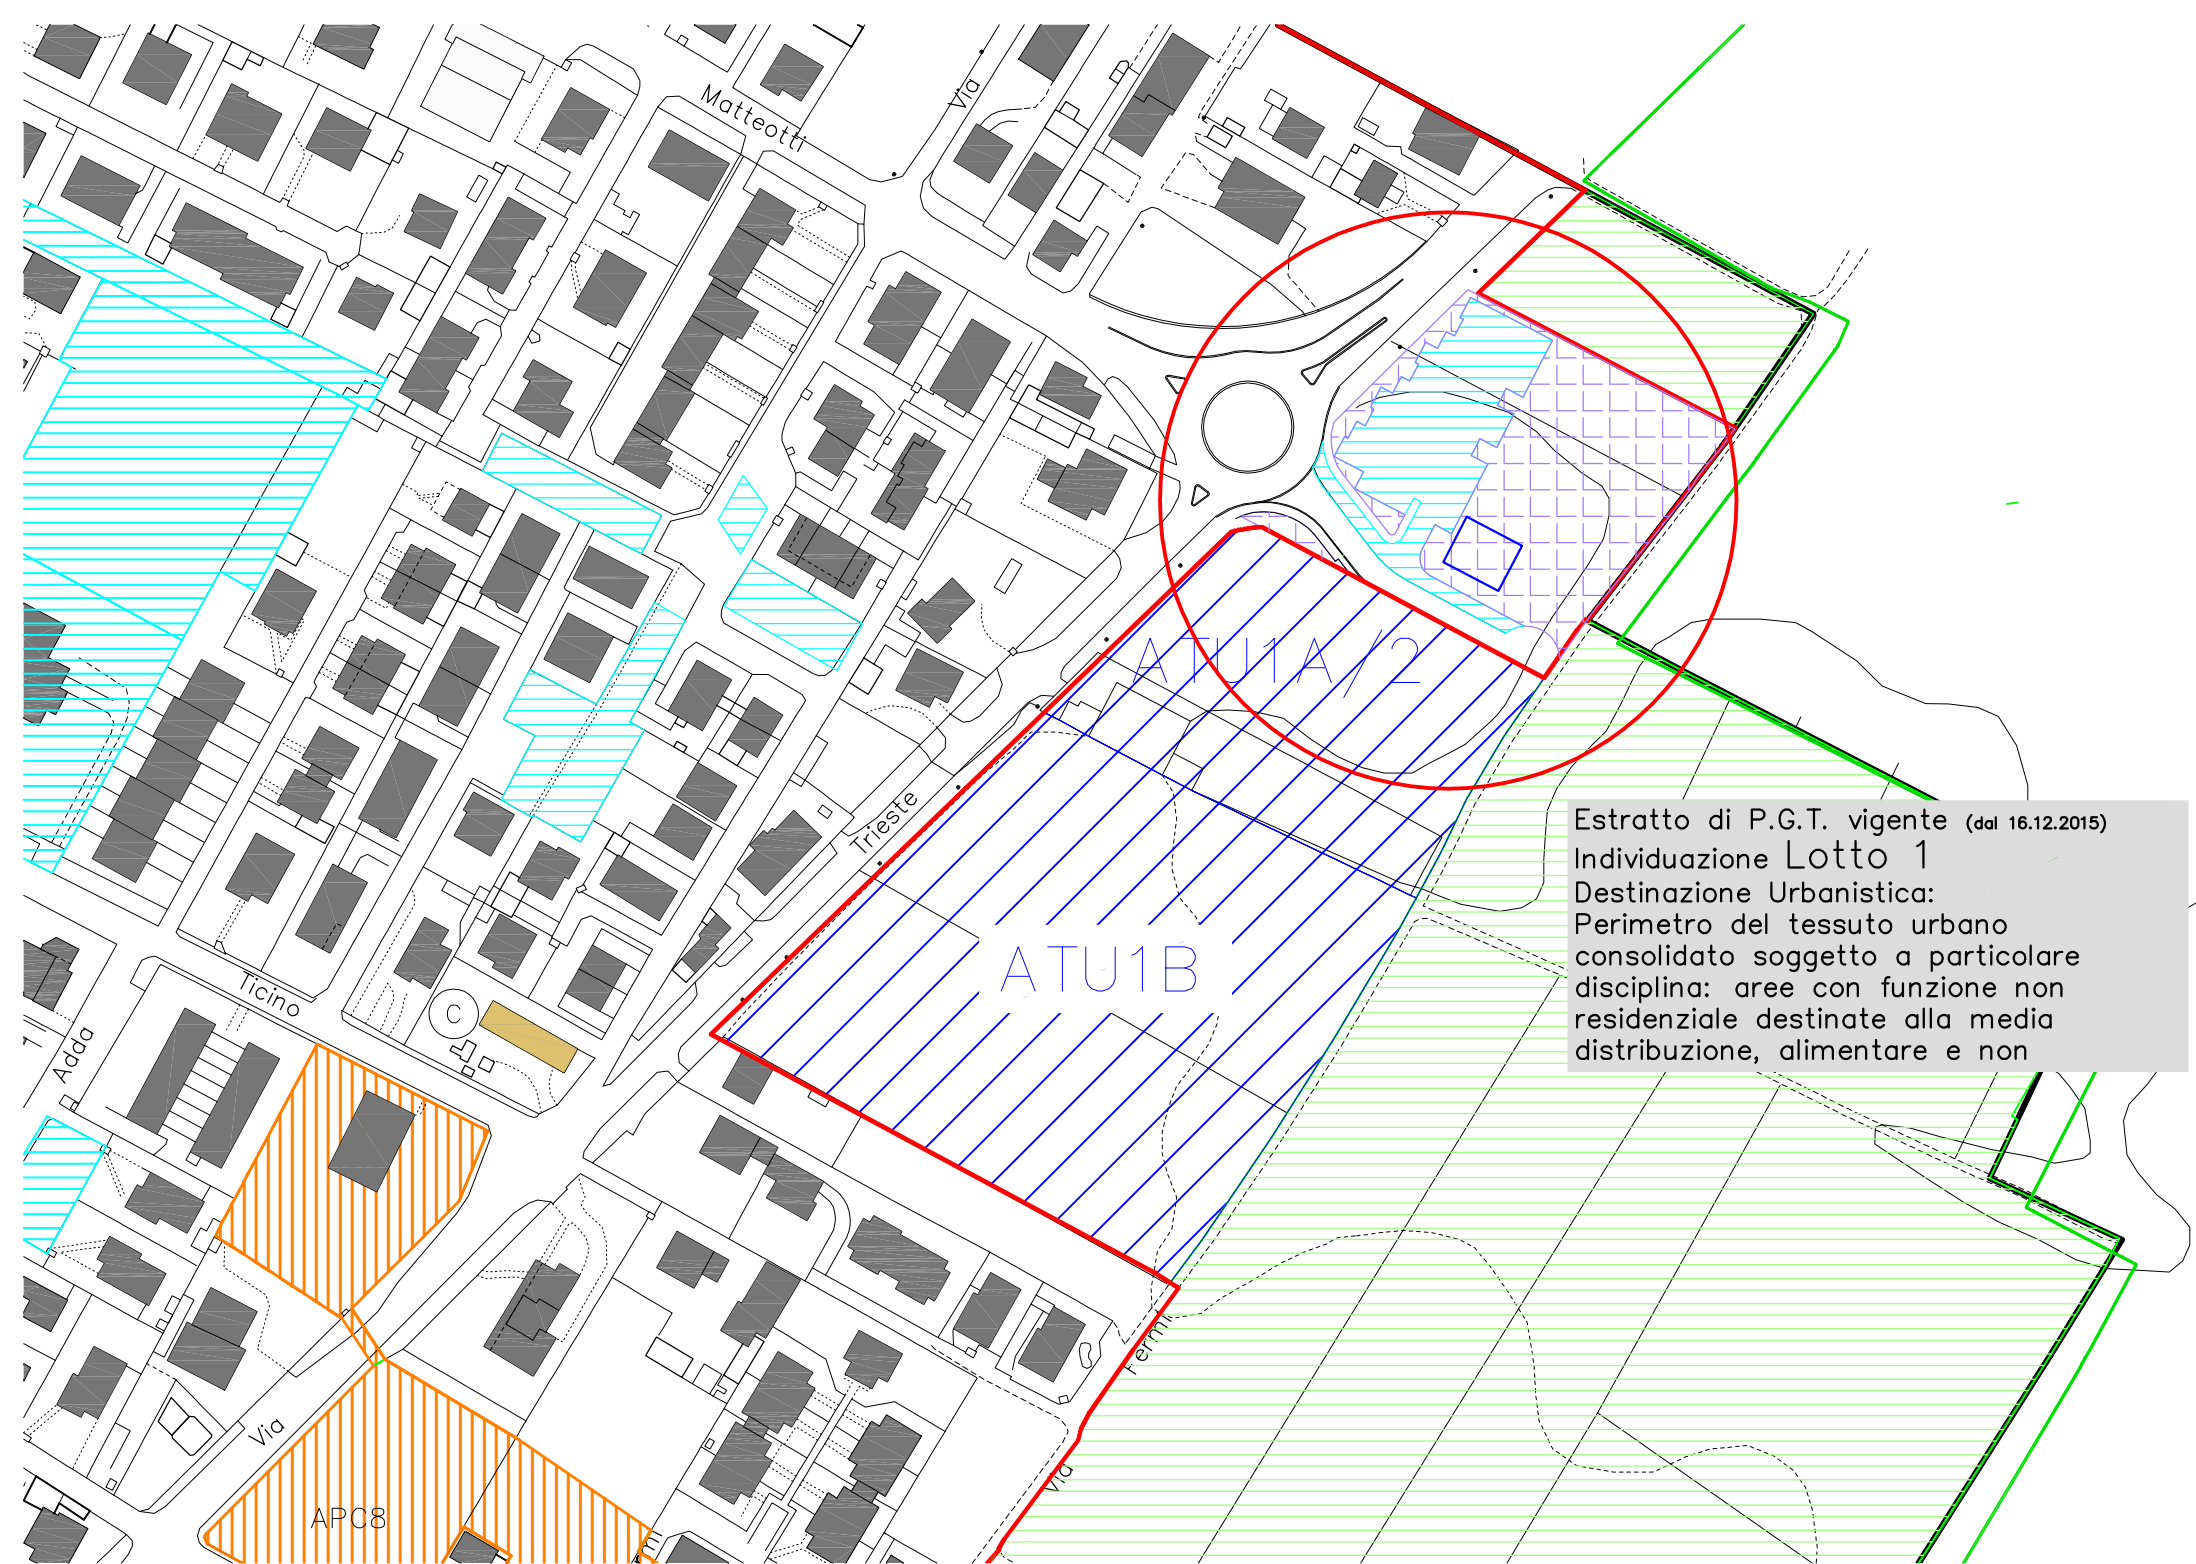 Matteotti
Via
ATU1A/2
Trieste
Estratto di P.G.T. vigente (dal 16.12.2015)
Individuazione Lotto 1
Destinazione Urbanistica:
Perimetro del tessuto urbano
consolidato soggetto a particolare
disciplina: aree con funzione non
residenziale destinate alla media
distribuzione, alimentare e non
ATU1B
Ticino
C
Adda
Fermi
Via
Via
APC8